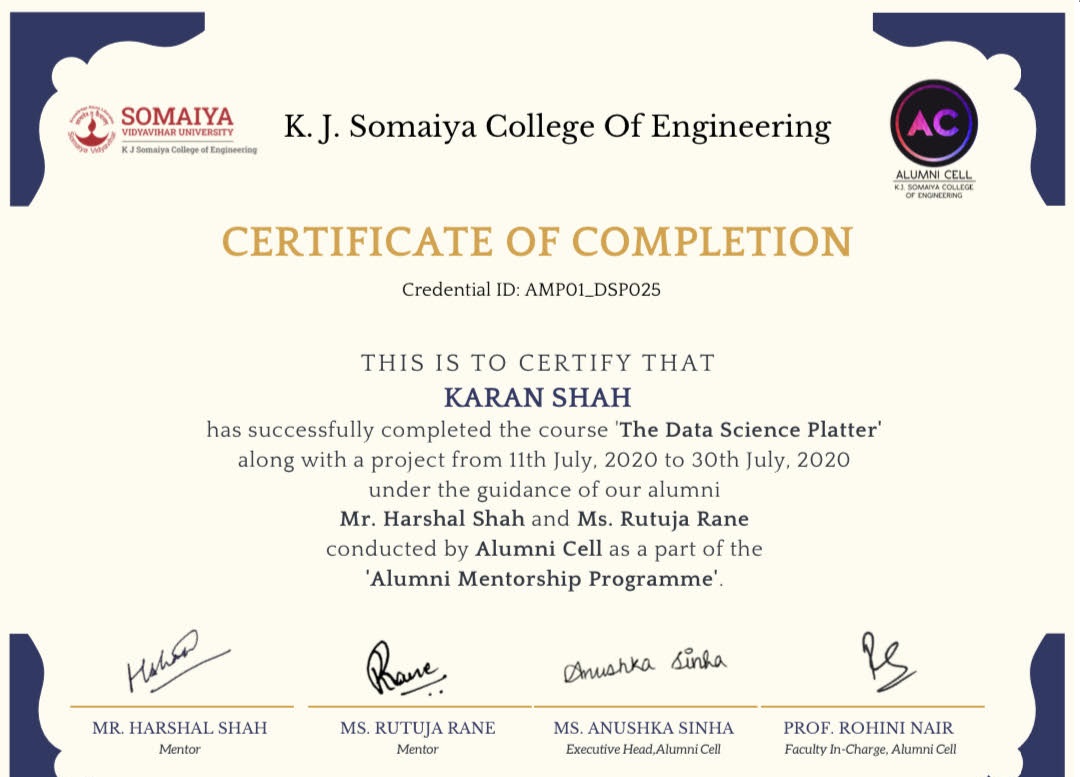 SOMAIYA
VIDYAVIHAR UNIVERSITY
K J Somaiya College of Engineering
K. J. Somaiya College Of Engineering
AC
ALUMNI CELL
K.J. SOMAIYA COLLEGE
OF ENGINEERING
CERTIFICATE OF COMPLETION
Credential ID: AMP01_DSP025
THIS IS TO CERTIFY THAT
KARAN SHAH
has successfully completed the course 'The Data Science Platter'
along with a project from 11th July, 2020 to 30th July, 2020
under the guidance of our alumni
Mr. Harshal Shah and Ms. Rutuja Rane
conducted by Alumni Cell as a part of the
'Alumni Mentorship Programme'.
Rane
Anushka Sinha
MR. HARSHAL SHAH
Mentor
MS. RUTUJA RANE
Mentor
MS. ANUSHKA SINHA
Executive Head,Alumni Cell
PROF. ROHINI NAIR
Faculty In-Charge, Alumni Cell